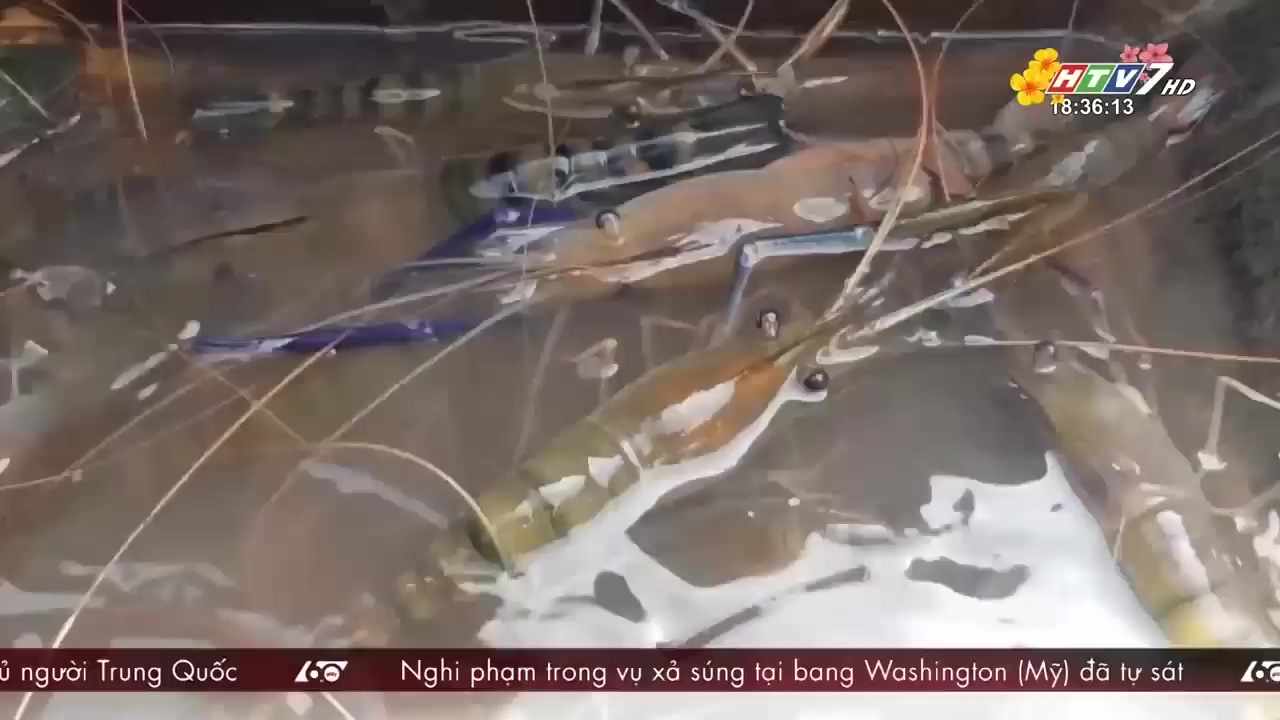 HTV7 HD
18:36:13
ủ người Trung Quốc 60 Nghi phạm trong vụ xả súng tại bang Washington (Mỹ) đã tự sát